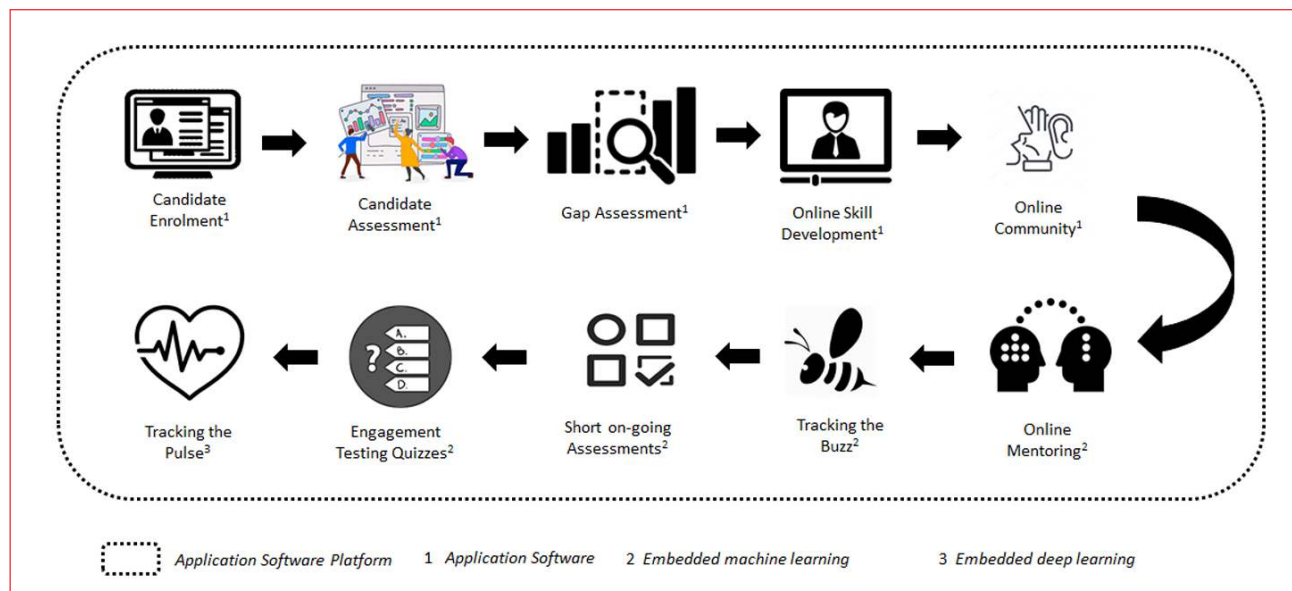 Candidate
Enrolment1
Candidate
Assessment1
Gap Assessment1
Online Skill
Development1
Online
Community1
Tracking the
Pulse3
?
A.
B.
C.
D.
Engagement
Testing Quizzes2
Short on-going
Assessments2
Tracking the
Buzz2
Online
Mentoring2
Application Software Platform 1 Application Software 2 Embedded machine learning 3 Embedded deep learning